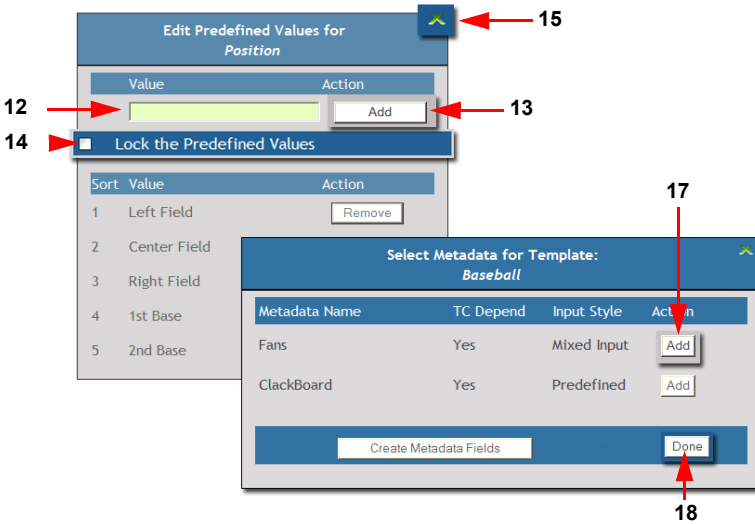 15
Edit Predefined Values for
Position
Value Action
12 Add 13
14 Lock the Predefined Values
Sort Value Action
1 Left Field Remove
2 Center Field
3 Right Field
4 1st Base
5 2nd Base
17
Select Metadata for Template:
Baseball
Metadata Name TC Depend Input Style Action
Fans Yes Mixed Input Add
ClackBoard Yes Predefined Add
Create Metadata Fields Done
18